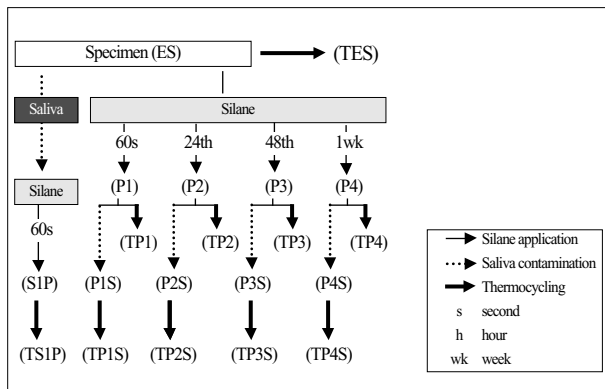 Specimen (ES) (TES)
Saliva Silane
60s 24th 48th 1wk
Silane (P1) (P2) (P3) (P4)
60s (TP1) (TP2) (TP3) (TP4)
(S1P) (P1S) (P2S) (P3S) (P4S)
(TS1P) (TP1S) (TP2S) (TP3S) (TP4S)
Silane application
Saliva contamination
Thermocycling
s second
h hour
wk week